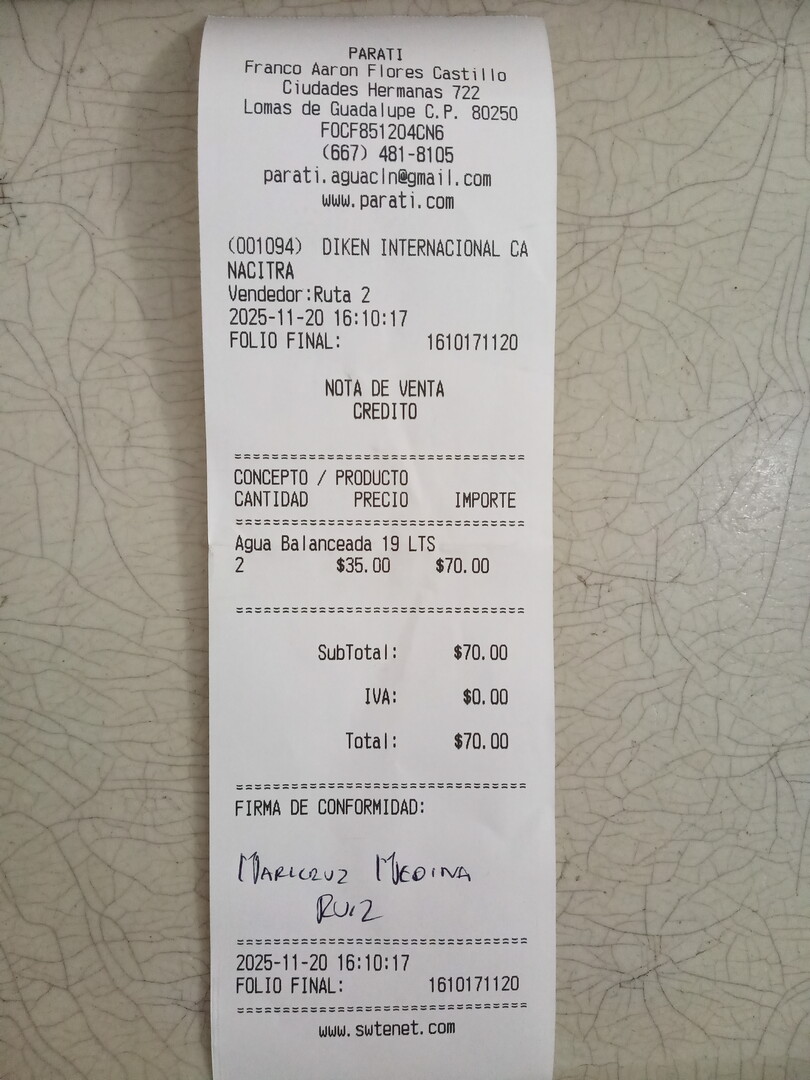 PARATI
Franco Aaron Flores Castillo
Ciudades Hermanas 722
Lomas de Guadalupe C.P. 80250
FOCF851204CN6
(667) 481-8105
parati.aguacln@gmail.com
www.parati.com
(001094) DIKEN INTERNACIONAL CA
NACITRA
Vendedor:Ruta 2
2025-11-20 16:10:17
FOLIO FINAL: 1610171120
NOTA DE VENTA
CREDITO
==============================
CONCEPTO / PRODUCTO
CANTIDAD PRECIO IMPORTE
==============================
Agua Balanceada 19 LTS
2 $35.00 $70.00
==============================
SubTotal: $70.00
IVA: $0.00
Total: $70.00
==============================
FIRMA DE CONFORMIDAD:
MARICRUZ MEDINA
RUIZ
==============================
2025-11-20 16:10:17
FOLIO FINAL: 1610171120
==============================
www.swtenet.com